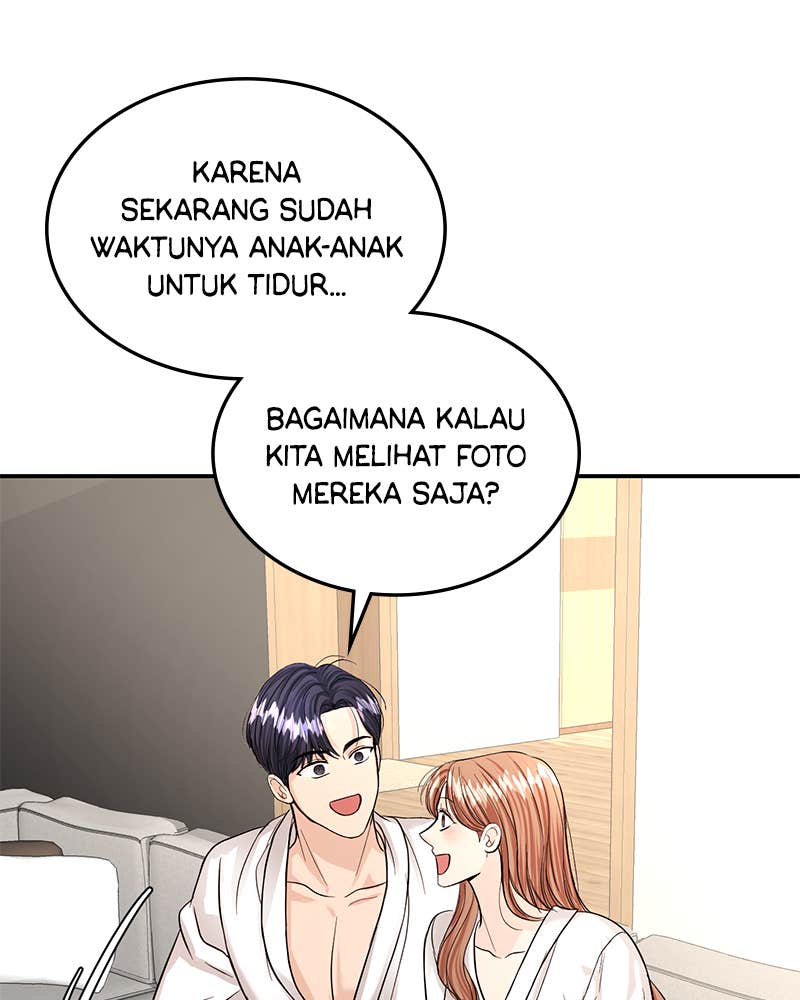 KARENA
SEKARANG SUDAH
WAKTUNYA ANAK-ANAK
UNTUK TIDUR...
BAGAIMANA KALAU
KITA MELIHAT FOTO
MEREKA SAJA?